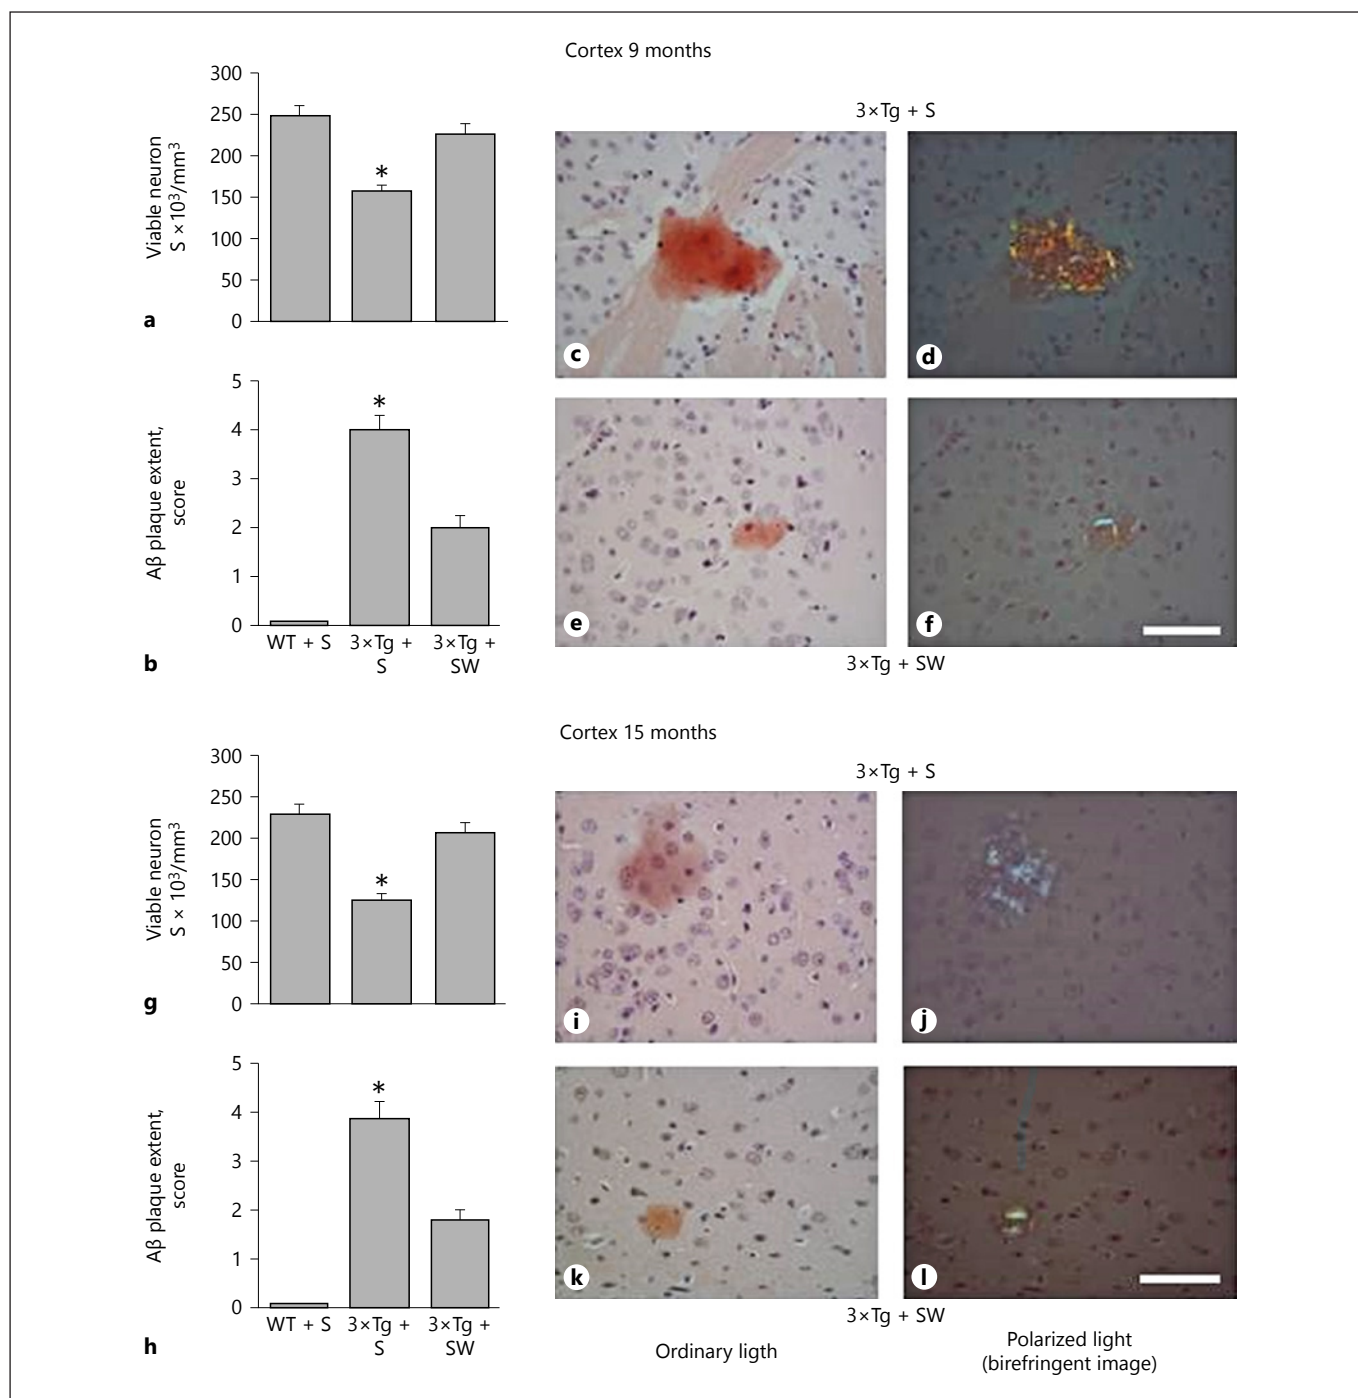 Cortex 9 months
300
250
200
150
100
50
0
Viable neuron
S × 10³/mm³
*
a
5
4
3
2
1
0
Aβ plaque extent,
score
*
WT + S
3×Tg +
S
3×Tg +
SW
b
3×Tg + S
c
d
e
f
3×Tg + SW
Cortex 15 months
300
250
200
150
100
50
0
Viable neuron
S × 10³/mm³
*
g
5
4
3
2
1
0
Aβ plaque extent,
score
*
WT + S
3×Tg +
S
3×Tg +
SW
h
3×Tg + S
i
j
k
l
3×Tg + SW
Ordinary ligth
Polarized light
(birefringent image)